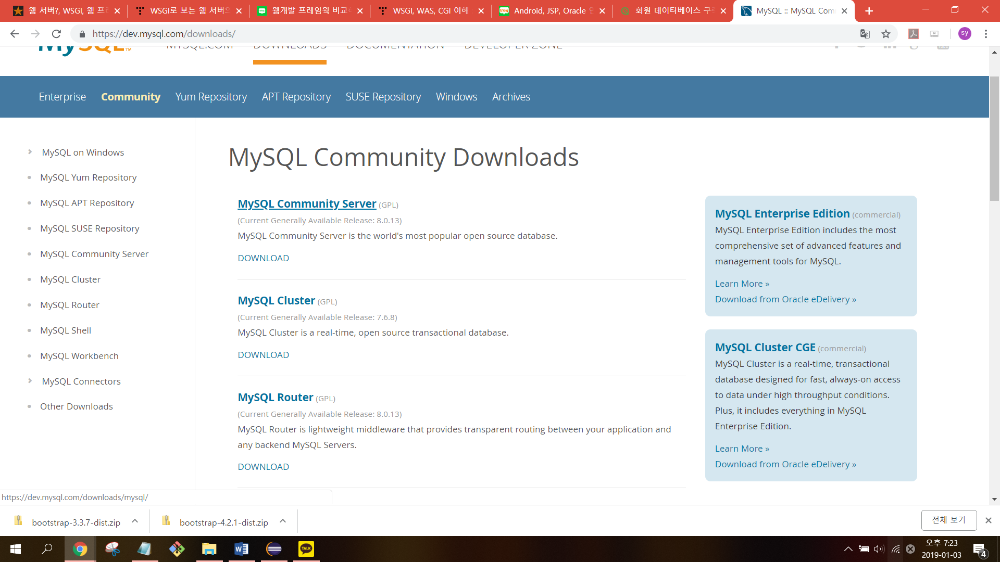 웹 서버?, WSGI, 웹 프
WSGI로 보는 웹 서버의
웹개발 프레임웍 비교
WSGI, WAS, CGI 이해
Android, JSP, Oracle
회원 데이터베이스 구
MySQL :: MySQL Com
https://dev.mysql.com/downloads/
sy
MySQL™
MYSQL.COM
DOWNLOADS
DOCUMENTATION
DEVELOPER ZONE
Enterprise
Community
Yum Repository
APT Repository
SUSE Repository
Windows
Archives
MySQL on Windows
MySQL Yum Repository
MySQL APT Repository
MySQL SUSE Repository
MySQL Community Server
MySQL Cluster
MySQL Router
MySQL Shell
MySQL Workbench
MySQL Connectors
Other Downloads
MySQL Community Downloads
MySQL Community Server (GPL)
(Current Generally Available Release: 8.0.13)
MySQL Community Server is the world's most popular open source database.
DOWNLOAD
MySQL Cluster (GPL)
(Current Generally Available Release: 7.6.8)
MySQL Cluster is a real-time, open source transactional database.
DOWNLOAD
MySQL Router (GPL)
(Current Generally Available Release: 8.0.13)
MySQL Router is lightweight middleware that provides transparent routing between your application and
any backend MySQL Servers.
DOWNLOAD
MySQL Enterprise Edition (commercial)
MySQL Enterprise Edition includes the most
comprehensive set of advanced features and
management tools for MySQL.
Learn More »
Download from Oracle eDelivery »
MySQL Cluster CGE (commercial)
MySQL Cluster is a real-time, transactional
database designed for fast, always-on access
to data under high throughput conditions.
Plus, it includes everything in MySQL
Enterprise Edition.
Learn More »
Download from Oracle eDelivery »
https://dev.mysql.com/downloads/mysql/
bootstrap-3.3.7-dist.zip
bootstrap-4.2.1-dist.zip
전체 보기
TALK
오후 7:23
2019-01-03
4